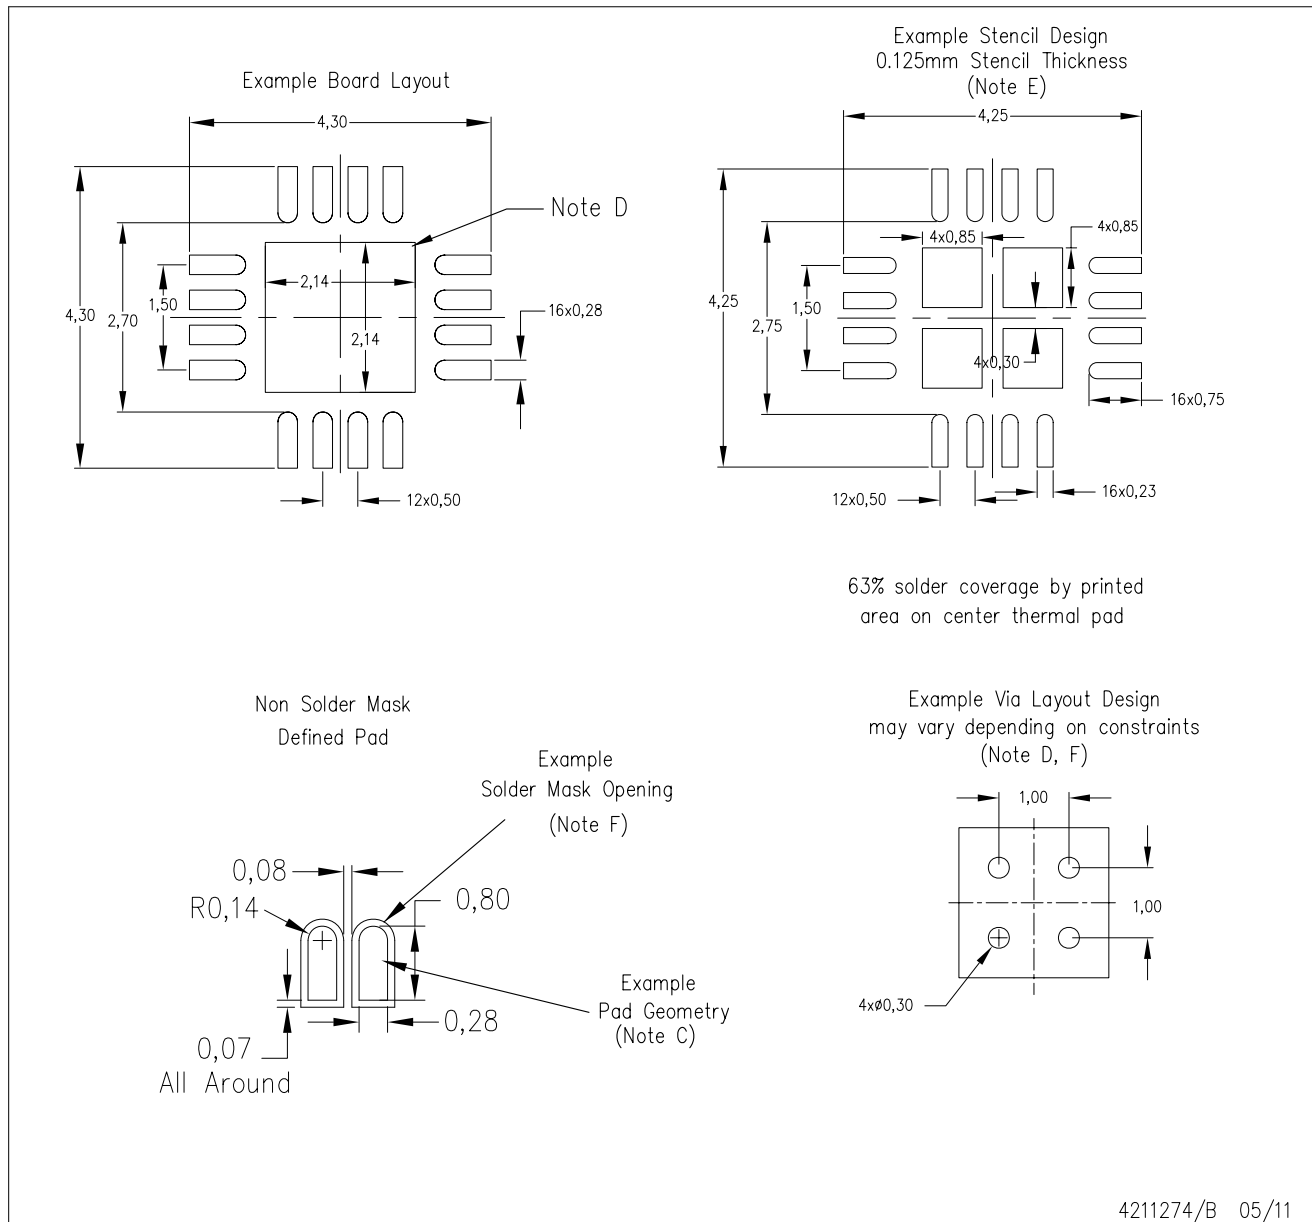 Example Board Layout
4,30
4,30
2,70
1,50
2,14
2,14
Note D
16x0,28
12x0,50
Example Stencil Design
0.125mm Stencil Thickness
(Note E)
4,25
4,25
2,75
1,50
4x0,85
4x0,85
4x0,30
16x0,75
12x0,50
16x0,23
63% solder coverage by printed
area on center thermal pad
Non Solder Mask
Defined Pad
Example
Solder Mask Opening
(Note F)
0,08
R0,14
0,80
Example
Pad Geometry
(Note C)
0,28
0,07
All Around
Example Via Layout Design
may vary depending on constraints
(Note D, F)
1,00
1,00
4xø0,30
4211274/B 05/11